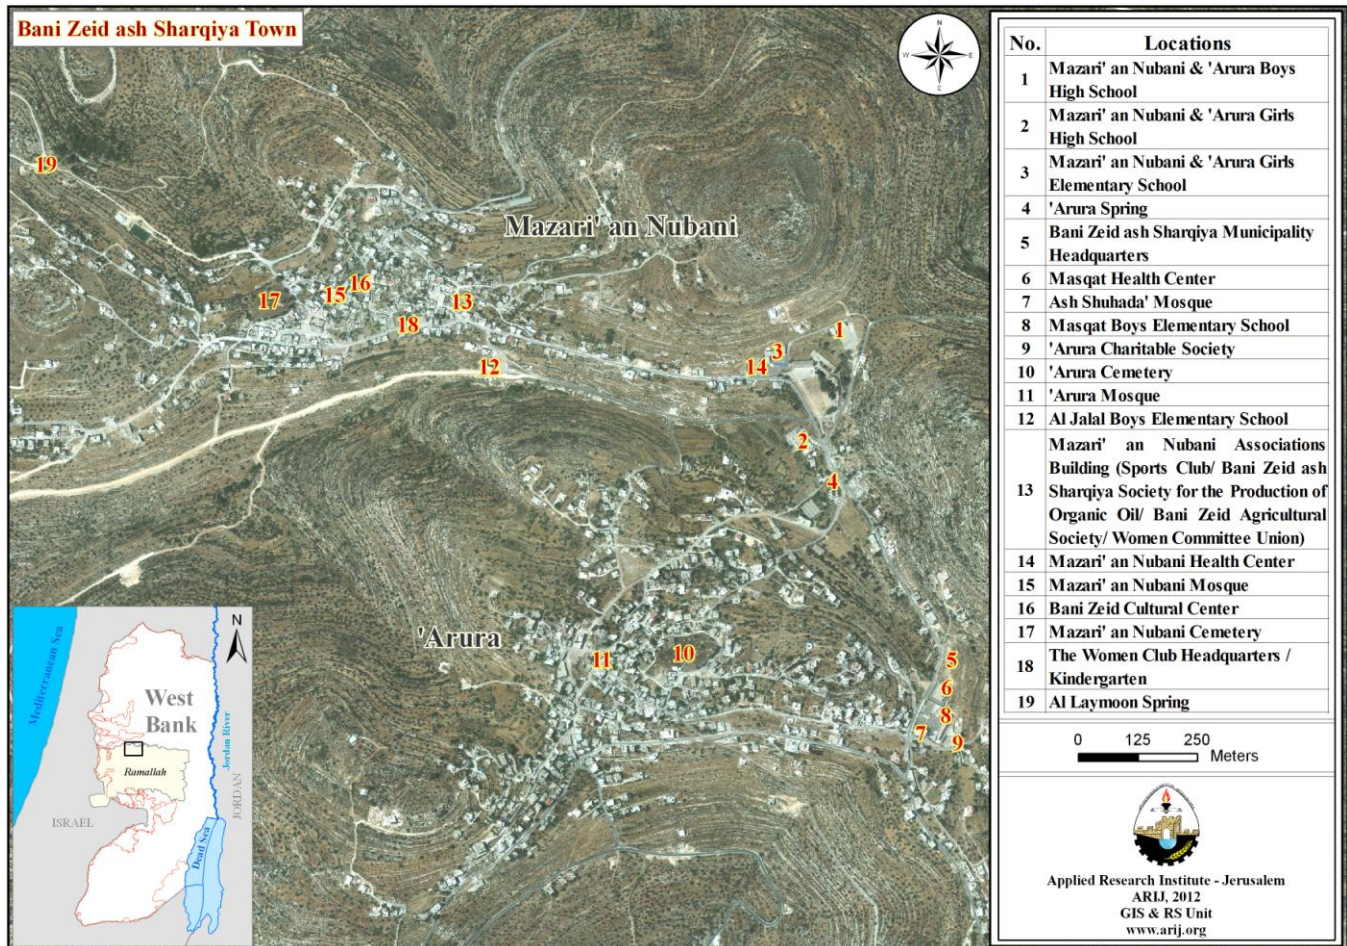 Bani Zeid ash Sharqiya Town
N
W
E
S
Mazari' an Nubani
'Arura
19
17
15
16
18
13
12
14
3
1
2
4
11
10
5
6
8
7
9
No. Locations
1 Mazari' an Nubani & 'Arura Boys
High School
2 Mazari' an Nubani & 'Arura Girls
High School
3 Mazari' an Nubani & 'Arura Girls
Elementary School
4 'Arura Spring
5 Bani Zeid ash Sharqiya Municipality
Headquarters
6 Masqat Health Center
7 Ash Shuhada' Mosque
8 Masqat Boys Elementary School
9 'Arura Charitable Society
10 'Arura Cemetery
11 'Arura Mosque
12 Al Jalal Boys Elementary School
13 Mazari' an Nubani Associations
Building (Sports Club/ Bani Zeid ash
Sharqiya Society for the Production of
Organic Oil/ Bani Zeid Agricultural
Society/ Women Committee Union)
14 Mazari' an Nubani Health Center
15 Mazari' an Nubani Mosque
16 Bani Zeid Cultural Center
17 Mazari' an Nubani Cemetery
18 The Women Club Headquarters /
Kindergarten
19 Al Laymoon Spring
0 125 250
Meters
Applied Research Institute - Jerusalem
ARIJ, 2012
GIS & RS Unit
www.arij.org
N
Mediterranean Sea
West
Bank
Jordan River
Ramallah
ISRAEL
JORDAN
Dead Sea